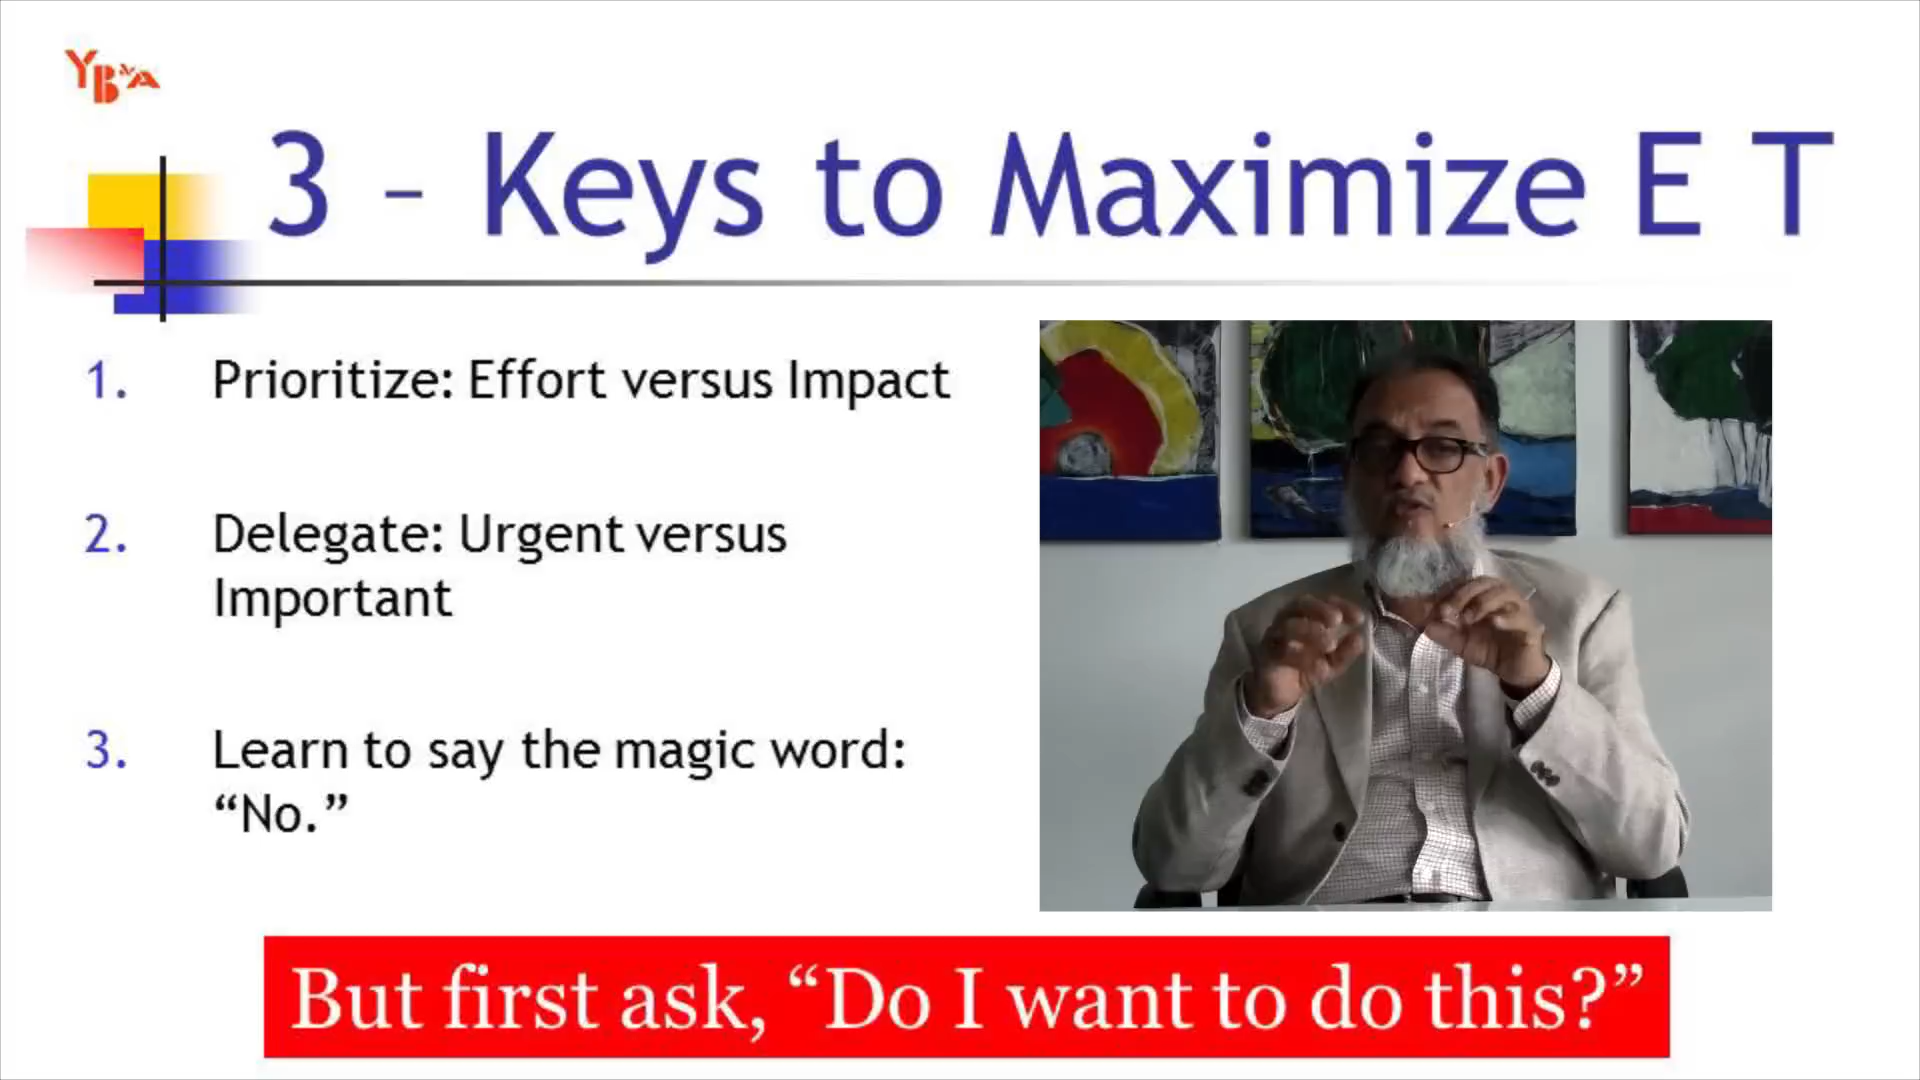 YB&A
3 – Keys to Maximize E T
1. Prioritize: Effort versus Impact
2. Delegate: Urgent versus
Important
3. Learn to say the magic word:
“No.”
But first ask, “Do I want to do this?”